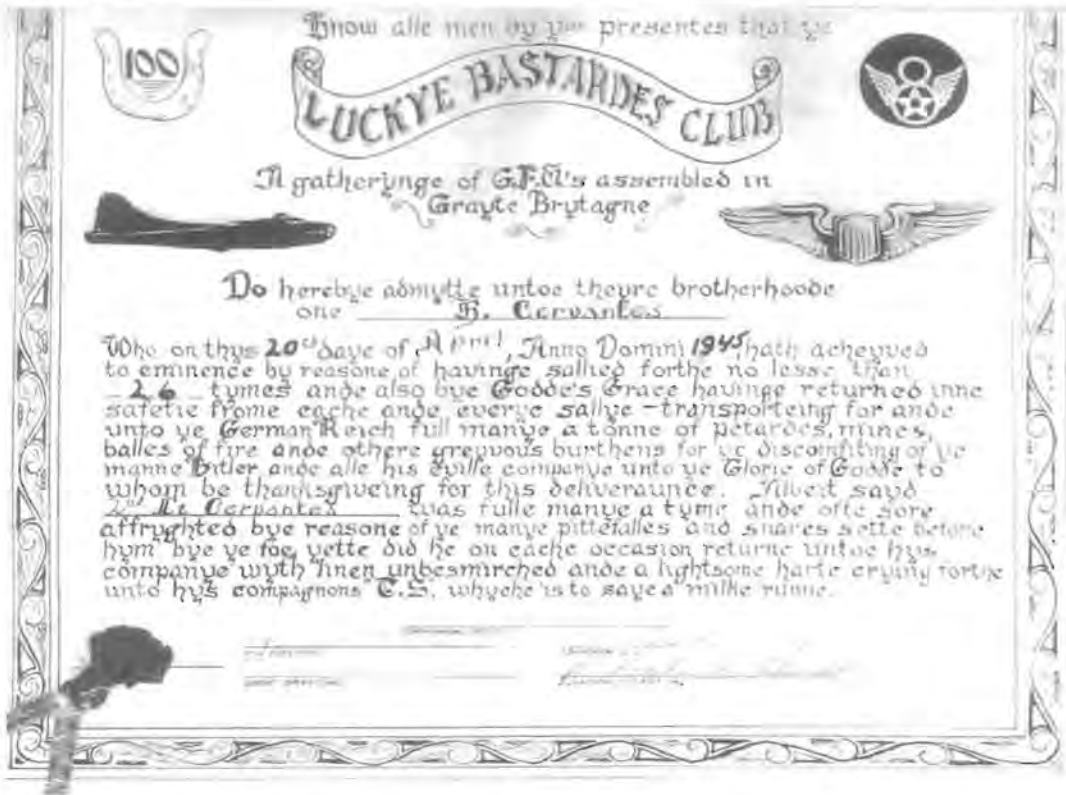 Know alle men by yse presentes that ye
100
LUCKYE BASTARDES CLUB
A gatherynge of G.F.U's assembled in
Grayte Brytagne
Do herebye admytte untoe theyre brotherhoode
one Cervantes
Who on thys 20th daye of April, Anno Domini 1945, hath acheyved
to eminence by reasone of havinge sallied forthe no lesse than
26 tymes ande also bye Godde's Grace havinge returned inne
safetie frome eache ande everye sallye - transporteing for ande
unto ye German Reich full manye a tonne of petardes, mines,
balles of fire ande othere greyvous burthens for ye discomfiting of ye
manne Hitler ande alle his eville companye unto ye Glorie of Godde to
whom be thanksgiveing for this deliveraunce. Albeit sayd
2nd Lt Cervantes was fulle manye a tyme ande ofte sore
affryghted bye reasone of ye manye pittefalles and snares sette before
hym bye ye foe, yette did he on eache occasion returne untoe hys
companye wyth linen unbesmirched ande a lightsome harte crying forthe
unto hys compagnons T.S. whyche is to saye a milke runne.